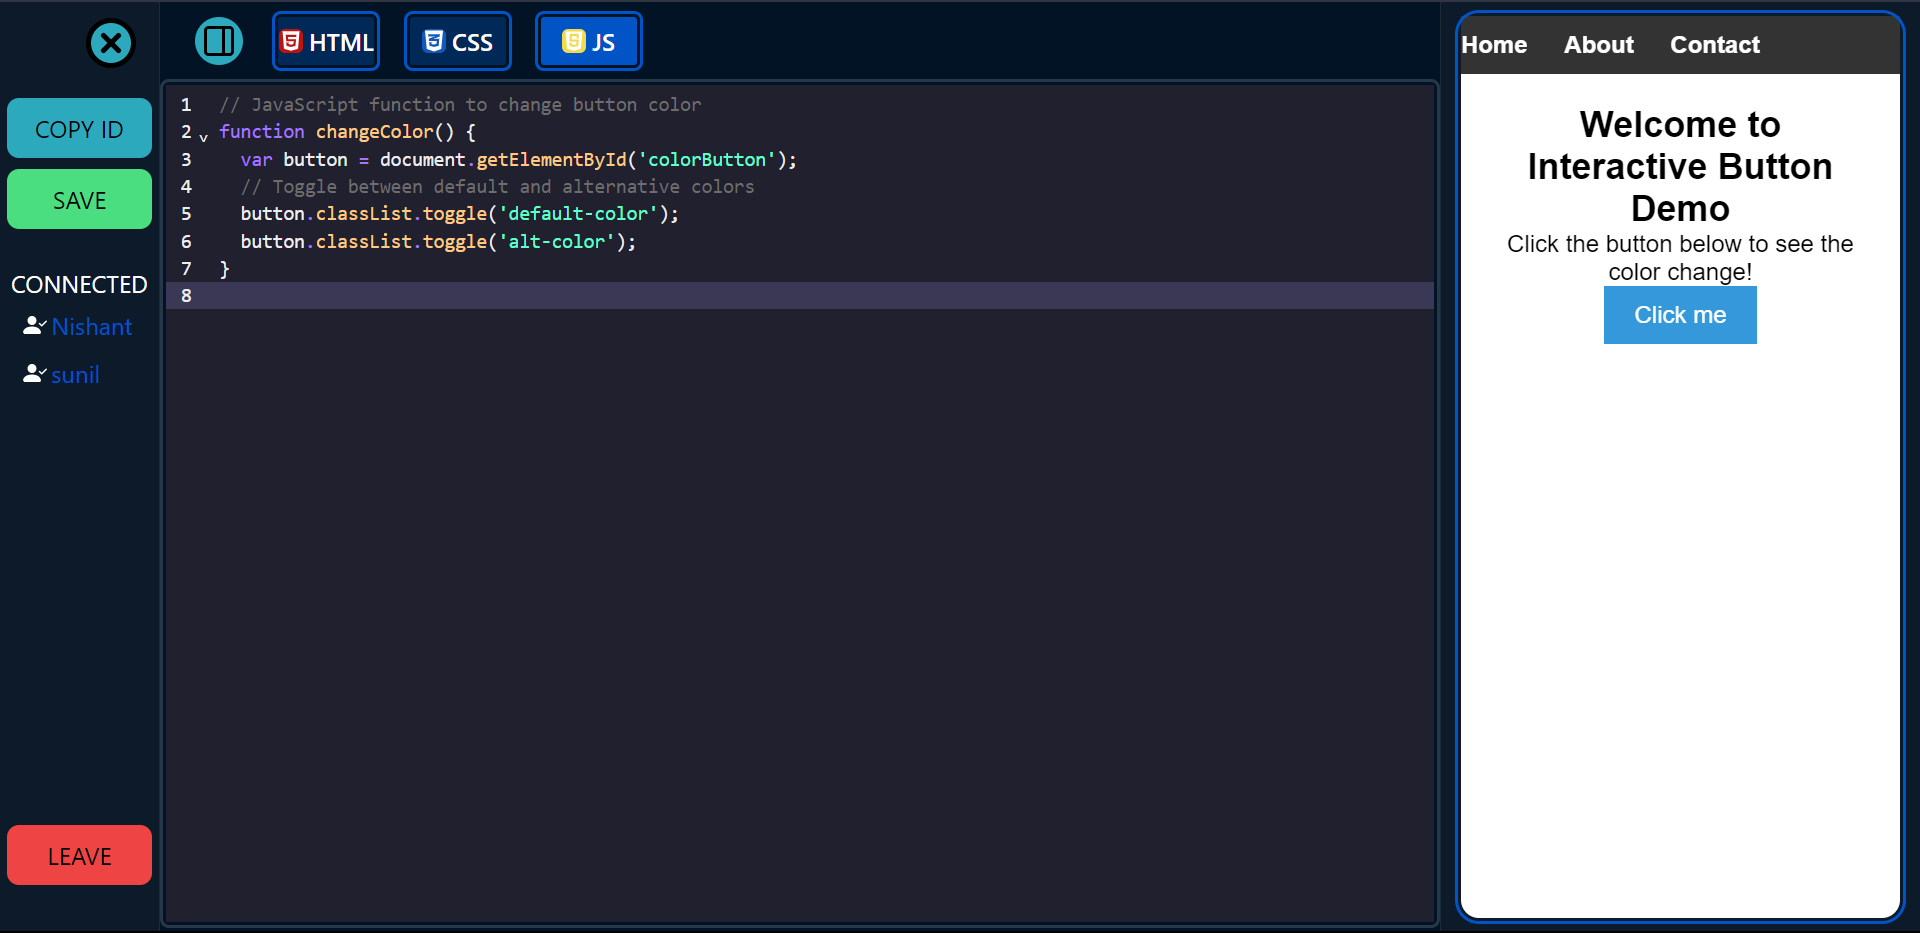 COPY ID
SAVE
CONNECTED
Nishant
sunil
LEAVE
HTML
CSS
JS
1 // JavaScript function to change button color
2 function changeColor() {
3   var button = document.getElementById('colorButton');
4   // Toggle between default and alternative colors
5   button.classList.toggle('default-color');
6   button.classList.toggle('alt-color');
7 }
8
Home About Contact
Welcome to
Interactive Button
Demo
Click the button below to see the
color change!
Click me